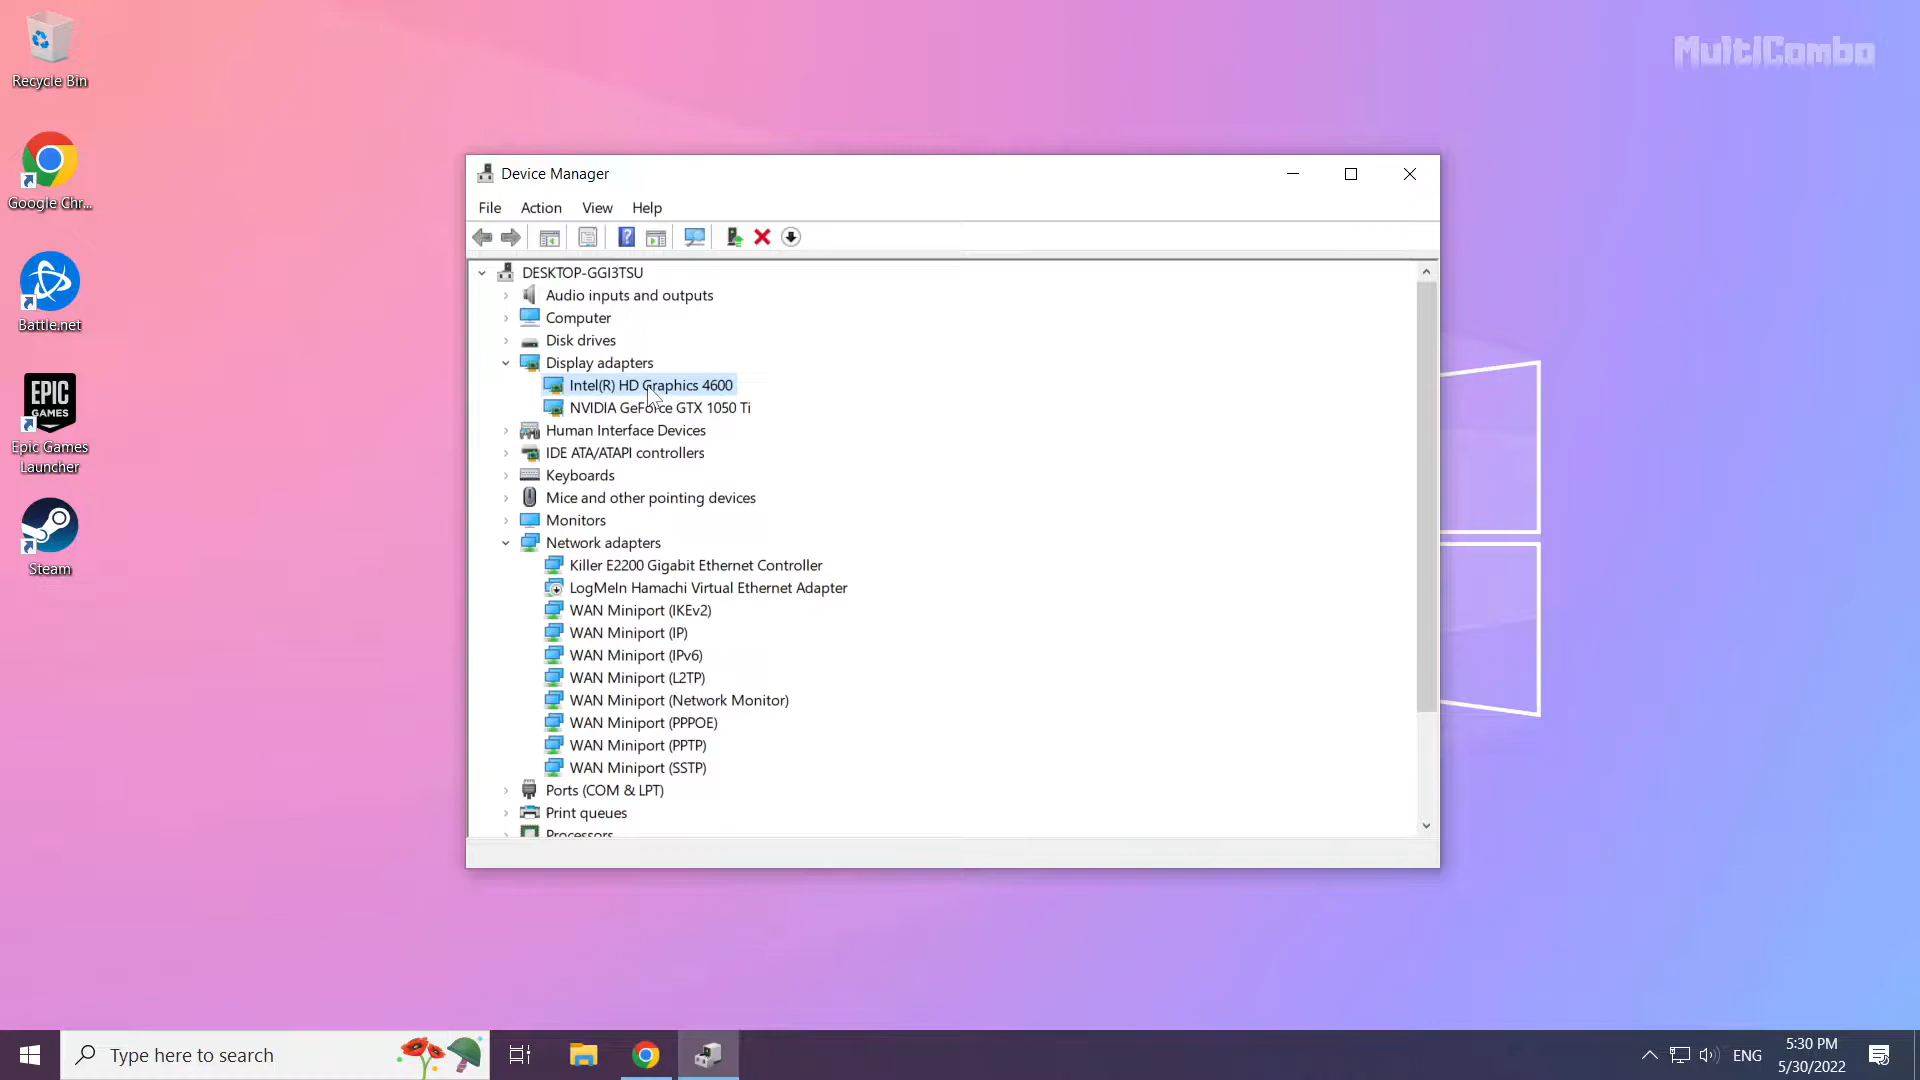 Recycle Bin
Google Chr...
Battle.net
EPIC
GAMES
Epic Games
Launcher
Steam
MultiCombo
Device Manager
File Action View Help
DESKTOP-GGI3TSU
Audio inputs and outputs
Computer
Disk drives
Display adapters
Intel(R) HD Graphics 4600
NVIDIA GeForce GTX 1050 Ti
Human Interface Devices
IDE ATA/ATAPI controllers
Keyboards
Mice and other pointing devices
Monitors
Network adapters
Killer E2200 Gigabit Ethernet Controller
LogMeIn Hamachi Virtual Ethernet Adapter
WAN Miniport (IKEv2)
WAN Miniport (IP)
WAN Miniport (IPv6)
WAN Miniport (L2TP)
WAN Miniport (Network Monitor)
WAN Miniport (PPPOE)
WAN Miniport (PPTP)
WAN Miniport (SSTP)
Ports (COM & LPT)
Print queues
Processors
Type here to search
ENG
5:30 PM
5/30/2022